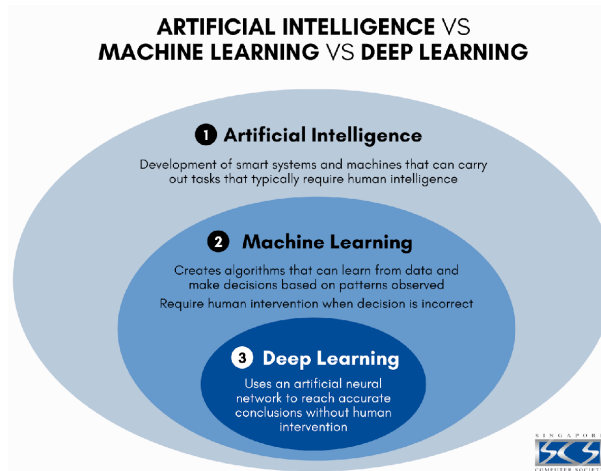 ARTIFICIAL INTELLIGENCE VS
MACHINE LEARNING VS DEEP LEARNING
1 Artificial Intelligence
Development of smart systems and machines that can carry
out tasks that typically require human intelligence
2 Machine Learning
Creates algorithms that can learn from data and
make decisions based on patterns observed
Require human intervention when decision is incorrect
3 Deep Learning
Uses an artificial neural
network to reach accurate
conclusions without human
intervention
SINGAPORE
SCS
COMPUTER SOCIETY